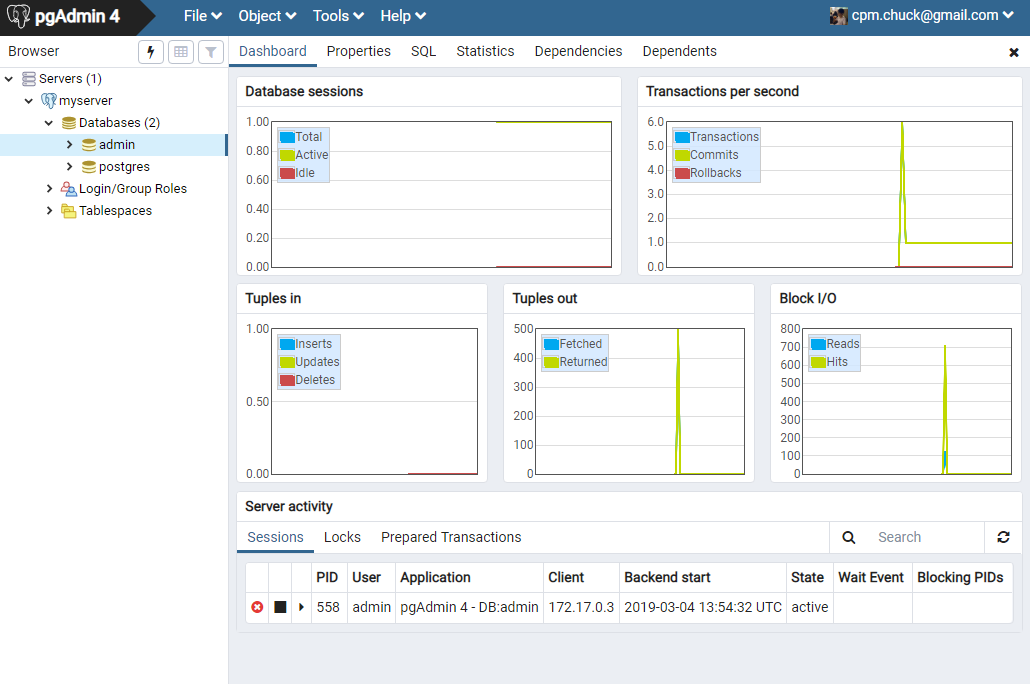 pgAdmin 4 File Object Tools Help cpm.chuck@gmail.com
Browser
Servers (1)
myserver
Databases (2)
admin
postgres
Login/Group Roles
Tablespaces
Dashboard Properties SQL Statistics Dependencies Dependents
Database sessions
1.00
0.80
0.60
0.40
0.20
0.00
Total
Active
Idle
Transactions per second
6.0
5.0
4.0
3.0
2.0
1.0
0.0
Transactions
Commits
Rollbacks
Tuples in
1.00
0.50
0.00
Inserts
Updates
Deletes
Tuples out
500
400
300
200
100
0
Fetched
Returned
Block I/O
800
700
600
500
400
300
200
100
0
Reads
Hits
Server activity
Sessions Locks Prepared Transactions Search
PID User Application Client Backend start State Wait Event Blocking PIDs
558 admin pgAdmin 4 - DB:admin 172.17.0.3 2019-03-04 13:54:32 UTC active